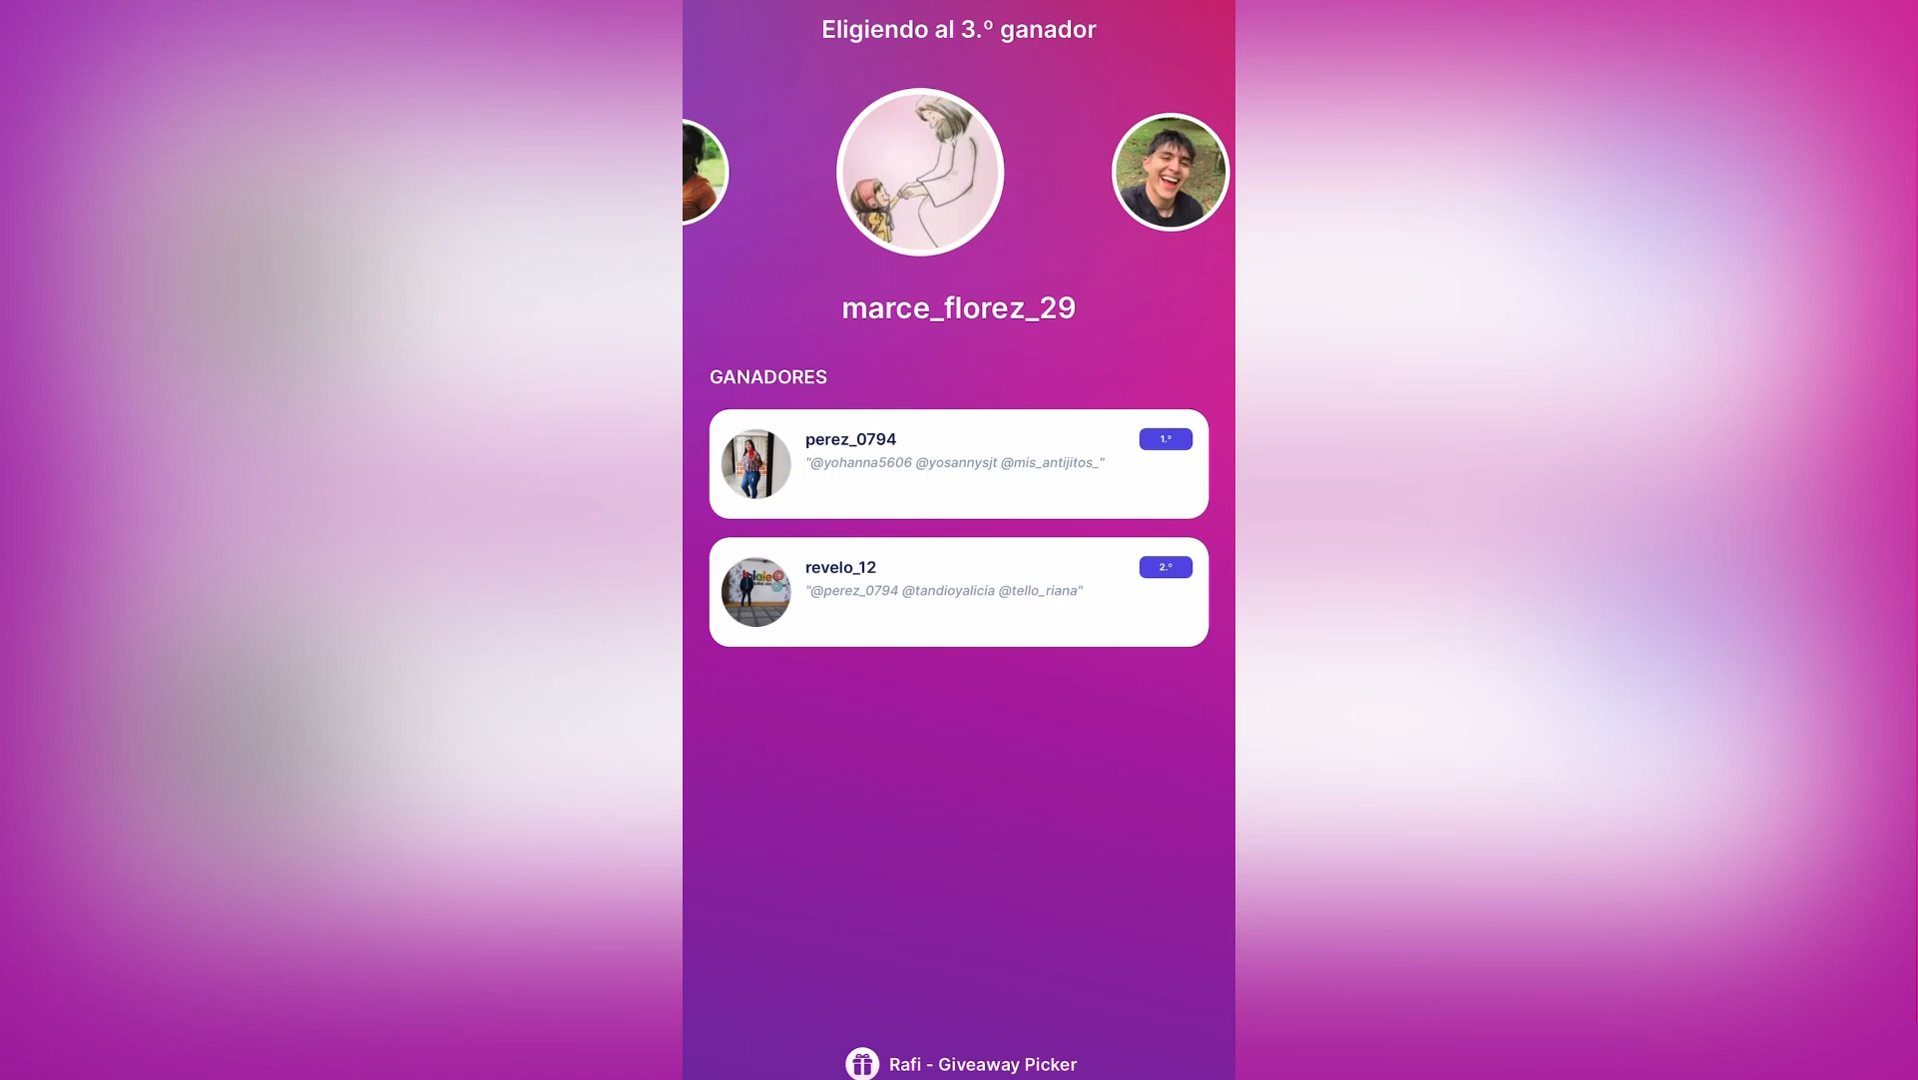 Eligiendo al 3.º ganador
marce_florez_29
GANADORES
perez_0794
1.º
"@yohanna5606 @yosannysjt @mis_antijitos_"
revelo_12
2.º
"@perez_0794 @tandioyalicia @tello_riana"
Rafi - Giveaway Picker